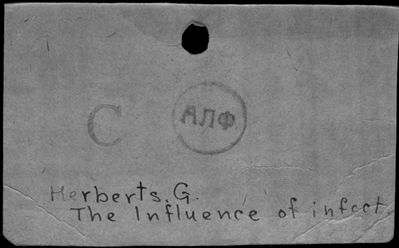 С
АЛФ
Herberts. G.
The Influence of infect.